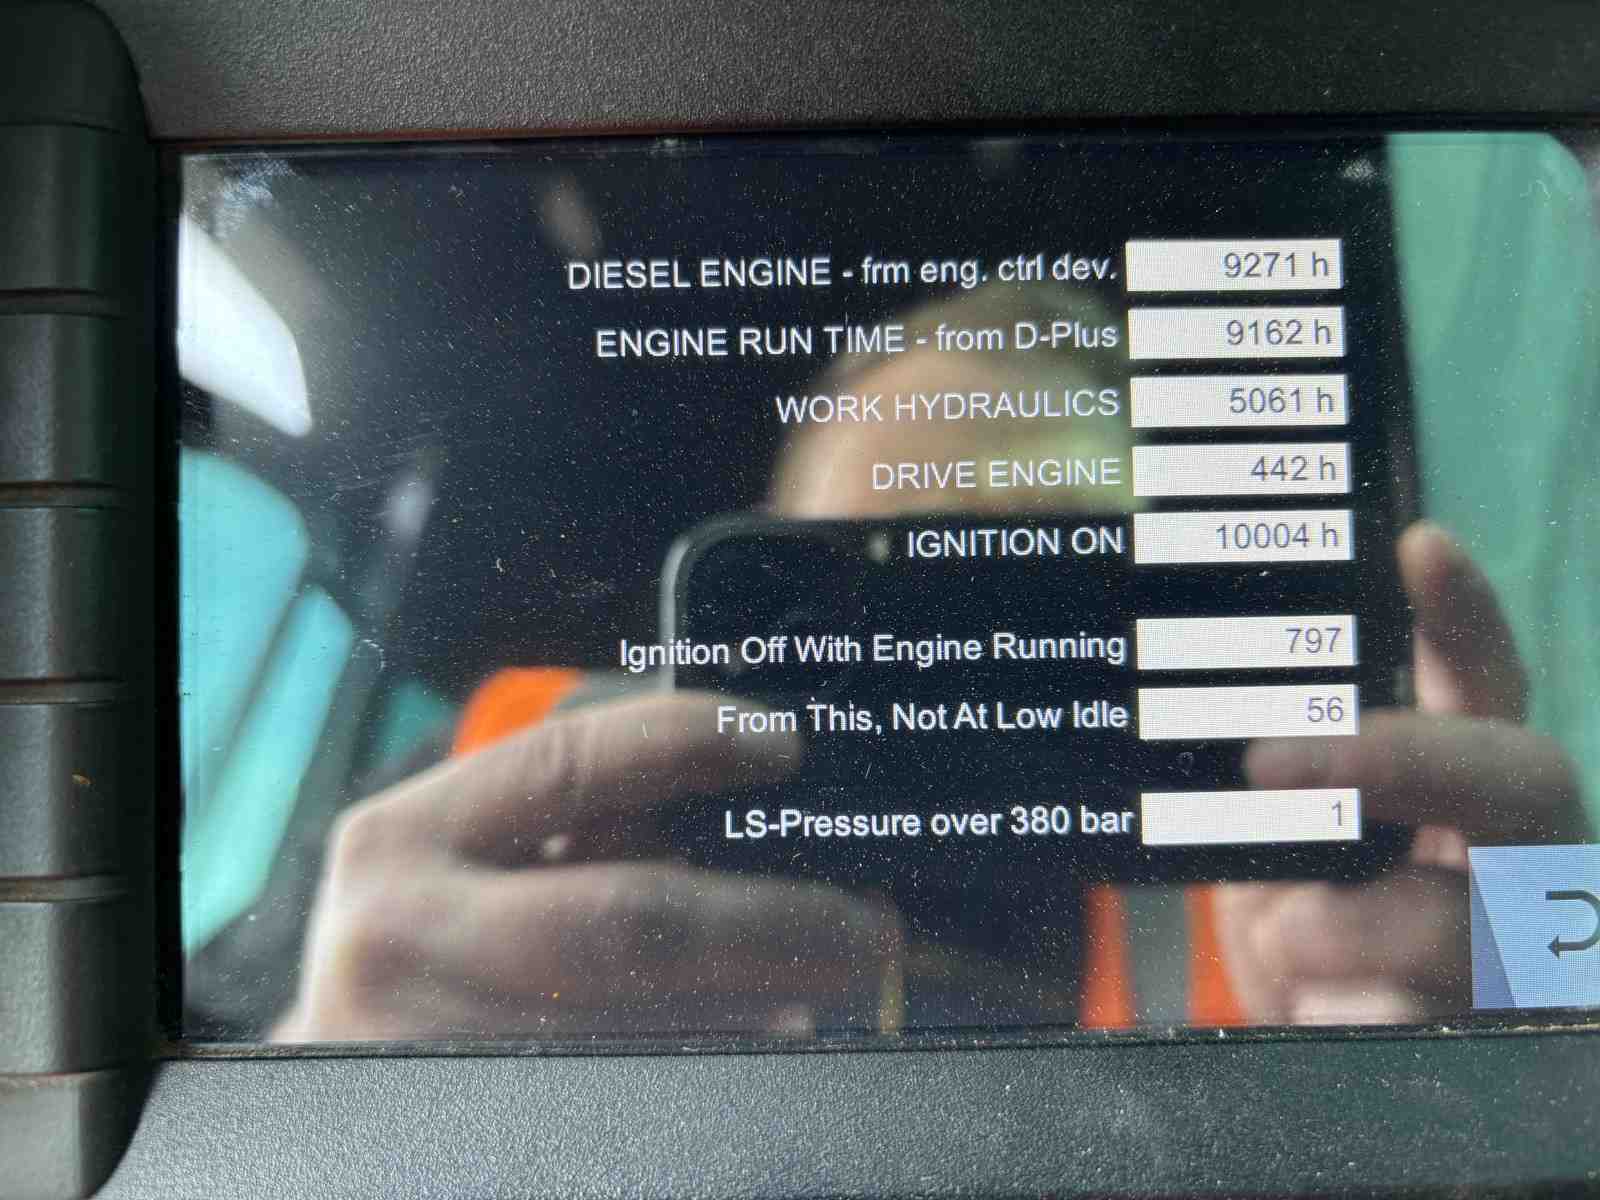 DIESEL ENGINE - frm eng. ctrl dev. 9271 h
ENGINE RUN TIME - from D-Plus 9162 h
WORK HYDRAULICS 5061 h
DRIVE ENGINE 442 h
IGNITION ON 10004 h
Ignition Off With Engine Running 797
From This, Not At Low Idle 56
LS-Pressure over 380 bar 1